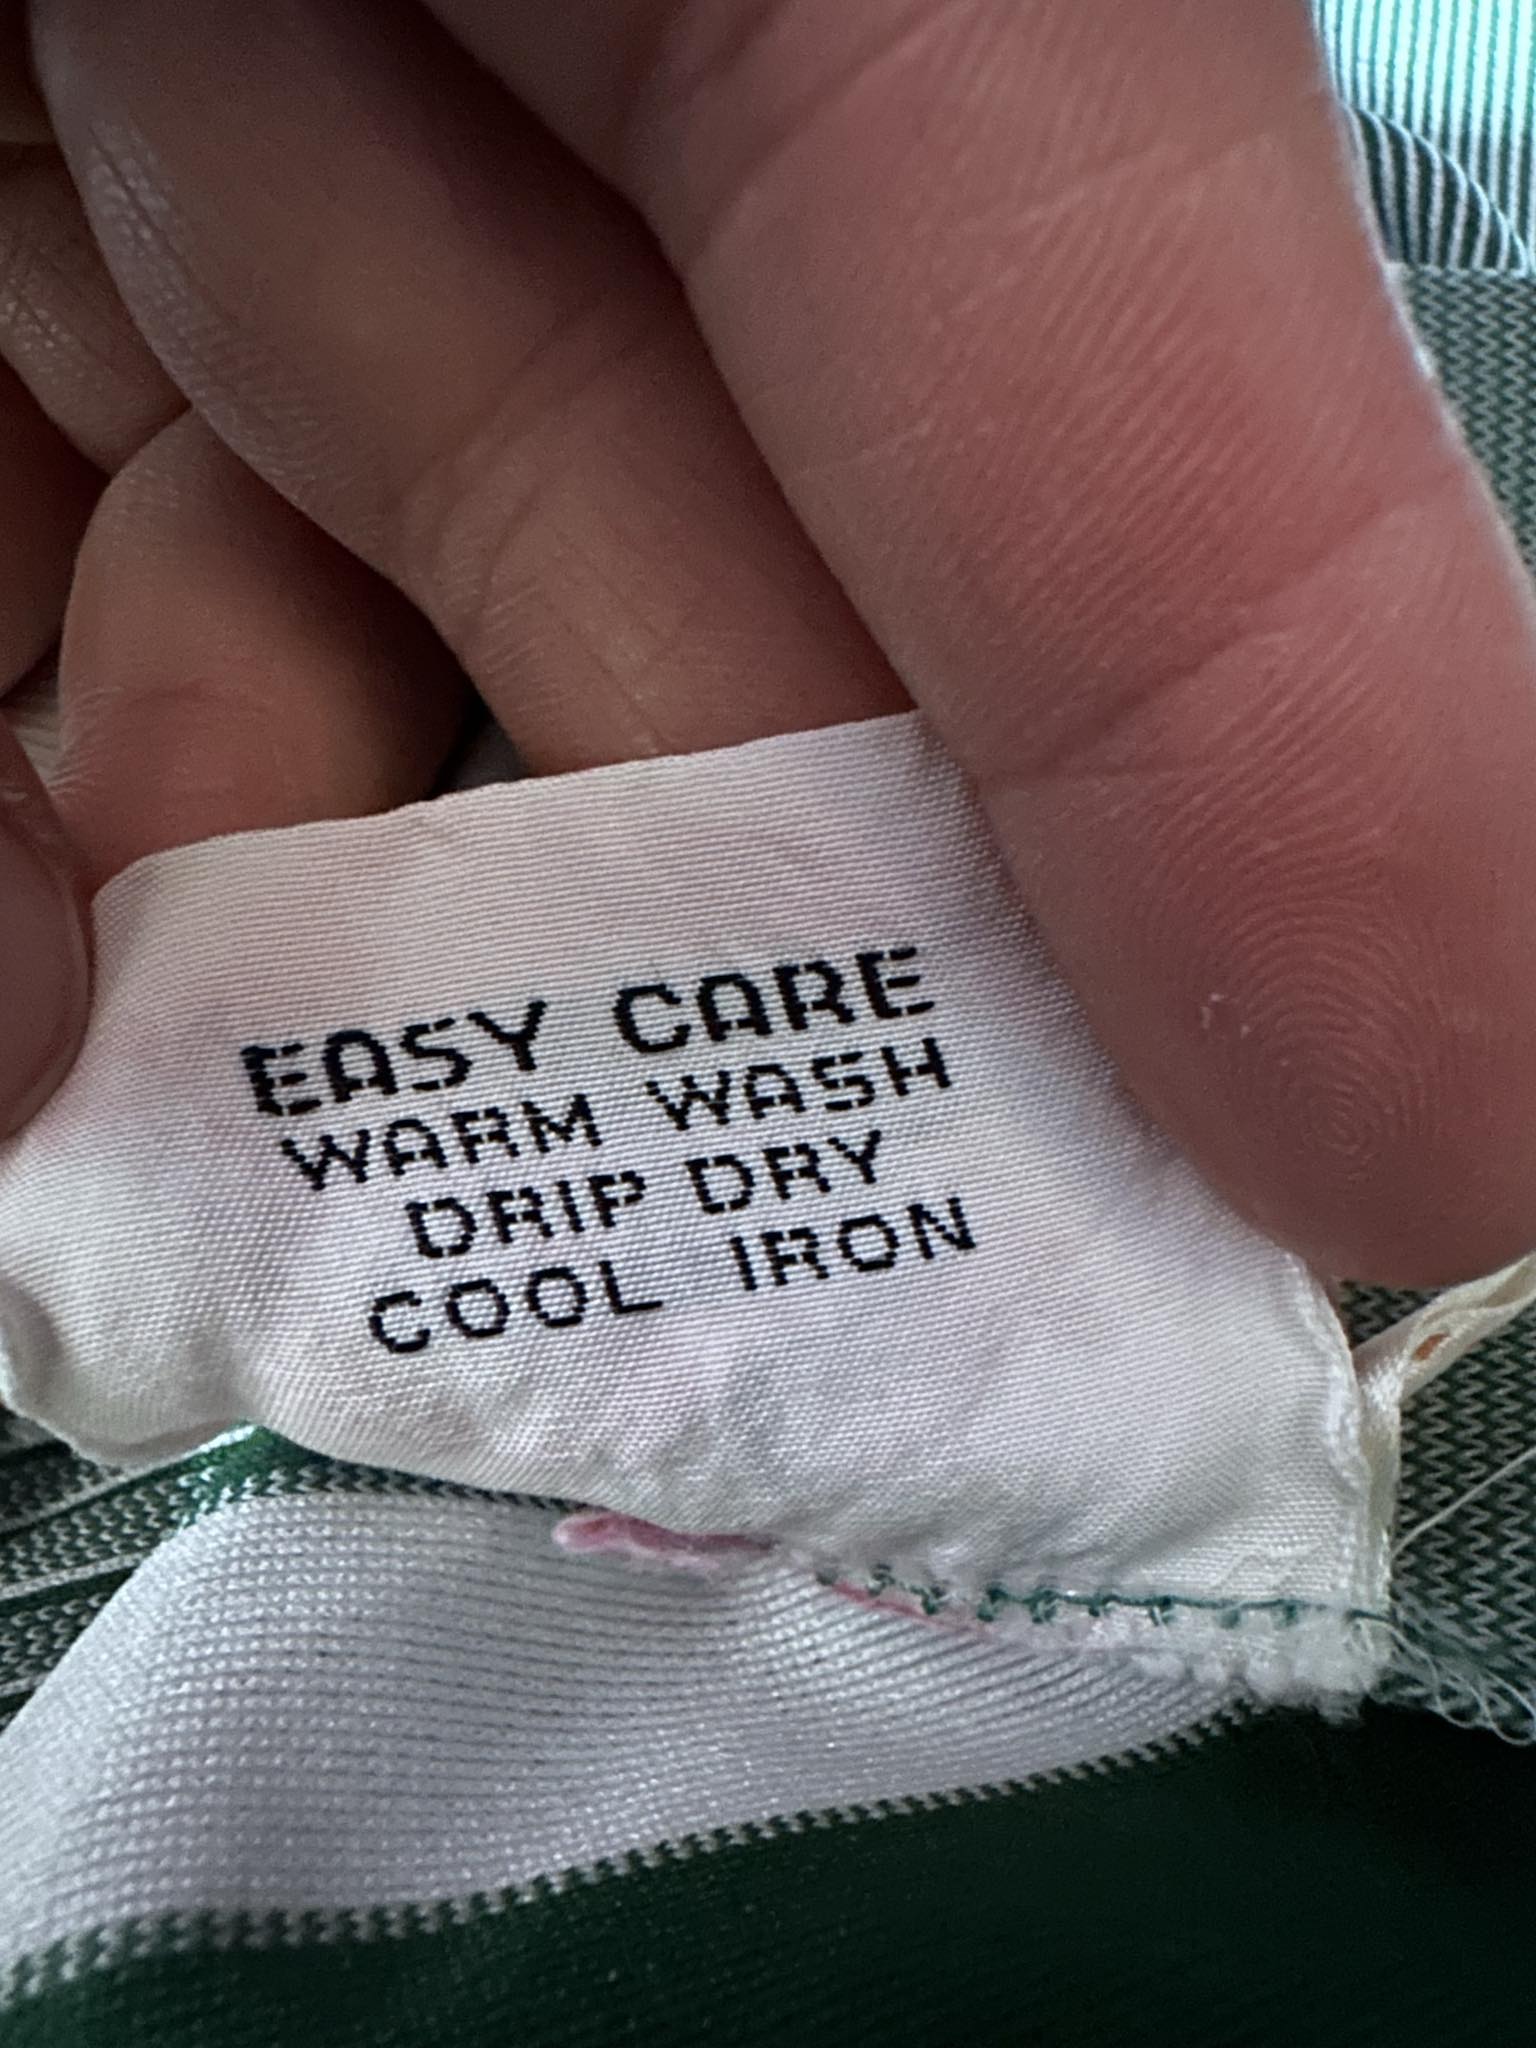 EASY CARE
WARM WASH
DRIP DRY
COOL IRON